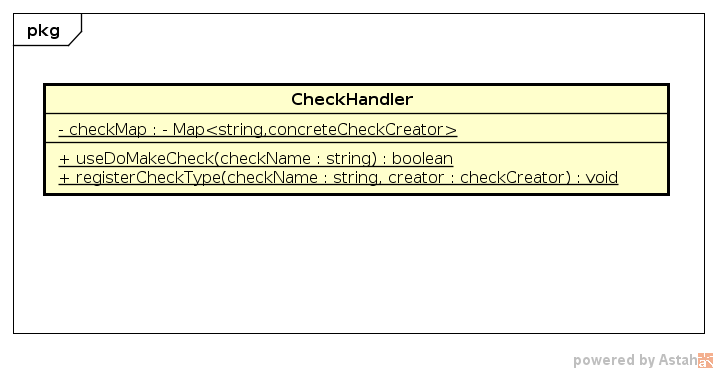 pkg
CheckHandler
- checkMap : - Map<string,concreteCheckCreator>
+ useDoMakeCheck(checkName : string) : boolean
+ registerCheckType(checkName : string, creator : checkCreator) : void
powered by Astah